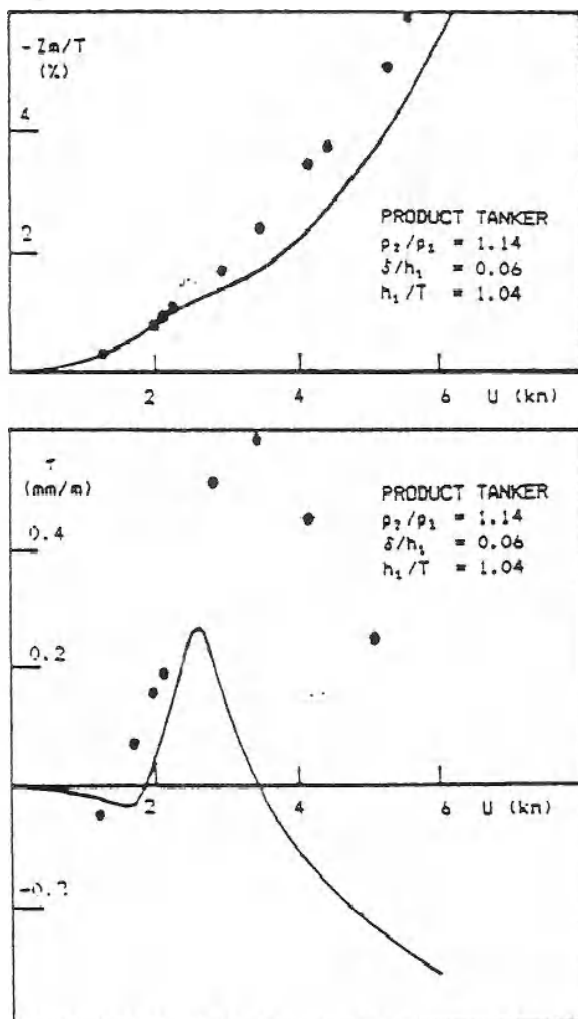 -Zm/T
(%)
4
2
PRODUCT TANKER
ρ₂/ρ₁ = 1.14
δ/h₁ = 0.06
h₁/T = 1.04
2 4 6 U (kn)
τ
(mm/m)
0.4
0.2
PRODUCT TANKER
ρ₂/ρ₁ = 1.14
δ/h₁ = 0.06
h₁/T = 1.04
2 4 6 U (kn)
-0.2